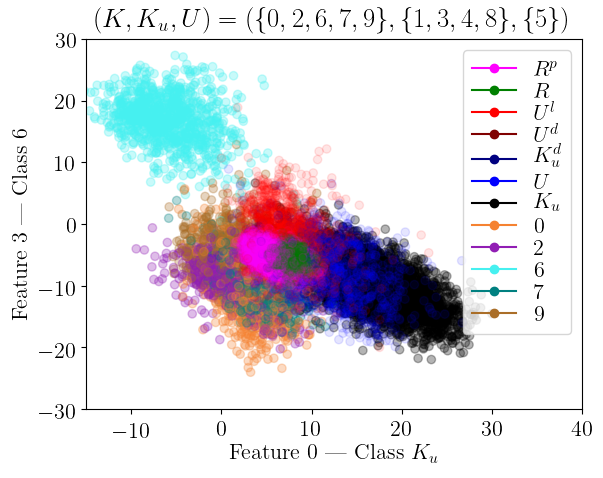 (K, K_u, U) = ({0, 2, 6, 7, 9}, {1, 3, 4, 8}, {5})
30
20
10
0
−10
−20
−30
Feature 3 — Class 6
−10
0
10
20
30
40
Feature 0 — Class K_u
R^p
R
U^l
U^d
K_u^d
U
K_u
0
2
6
7
9